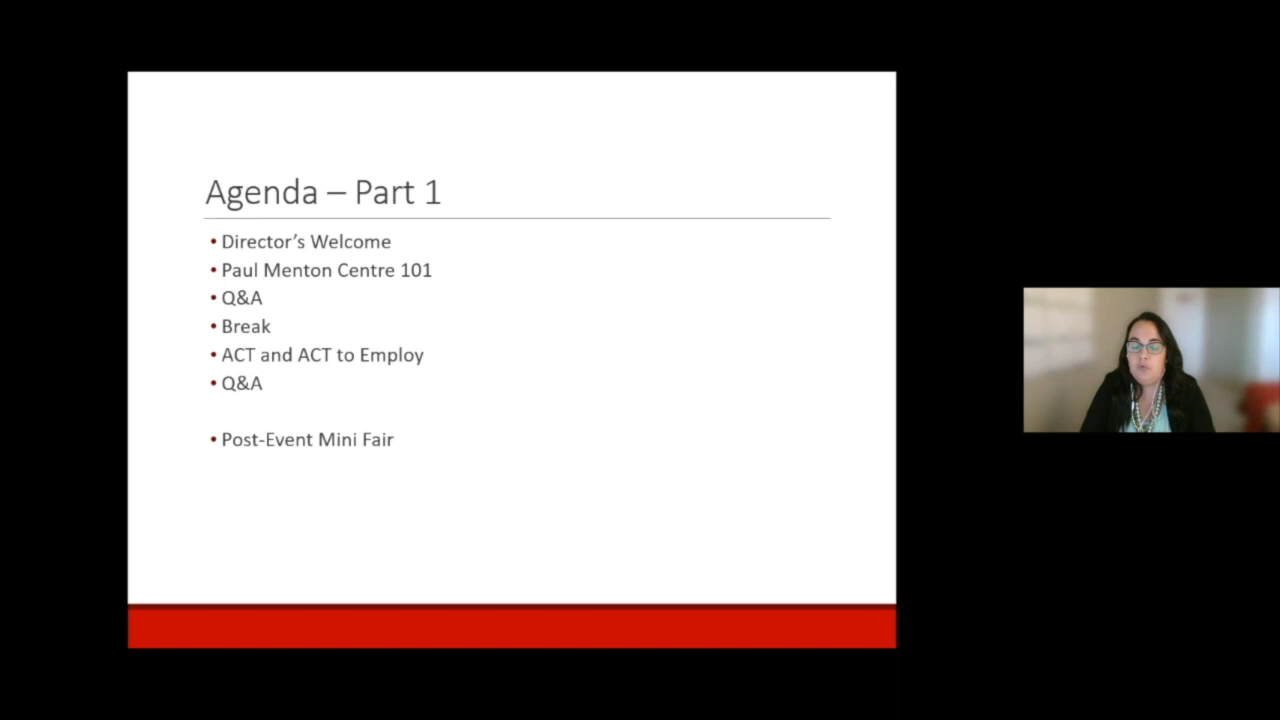 Agenda – Part 1
• Director’s Welcome
• Paul Menton Centre 101
• Q&A
• Break
• ACT and ACT to Employ
• Q&A
• Post-Event Mini Fair